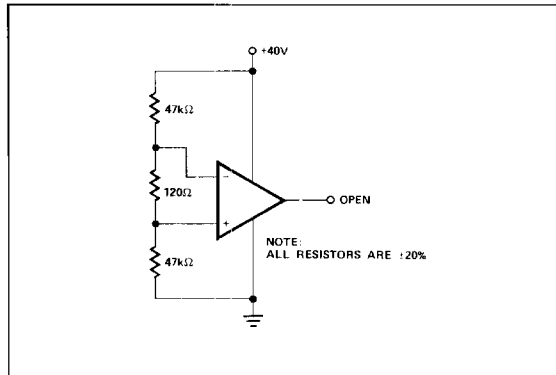 +40V
47kΩ
120Ω
-
+
OPEN
47kΩ
NOTE:
ALL RESISTORS ARE ±20%